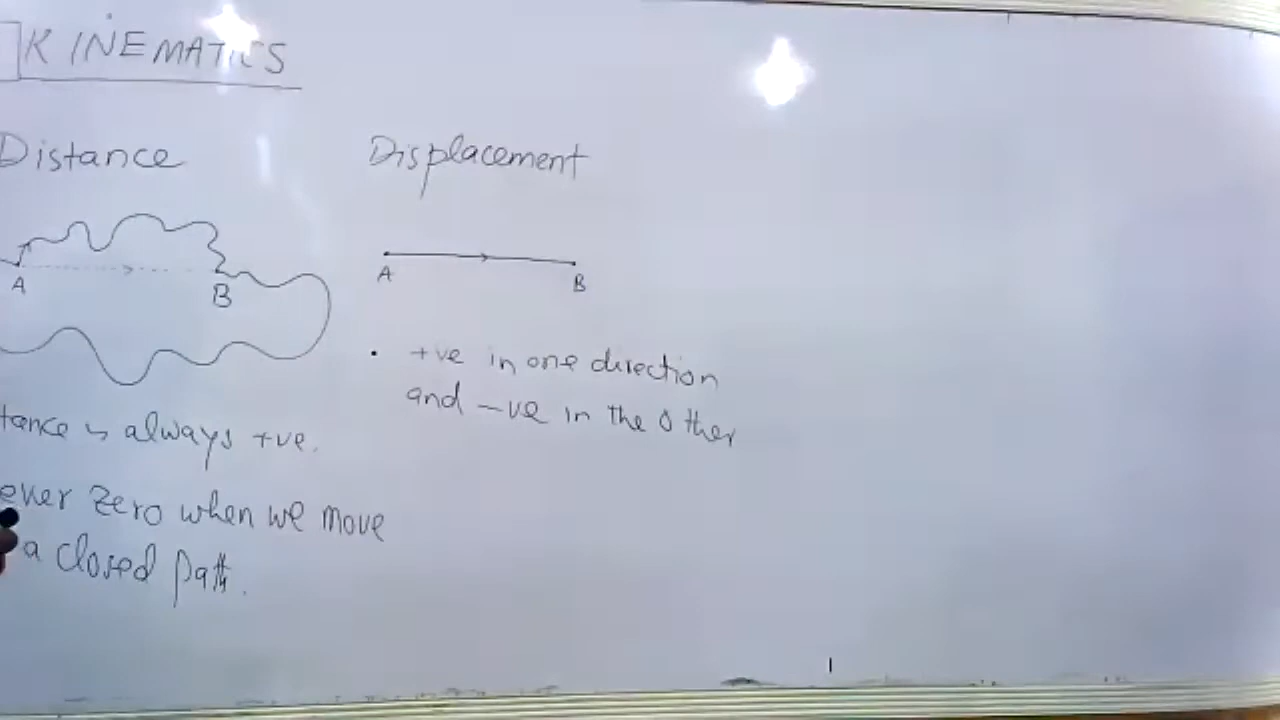 KINEMATICS
Distance
A
B
tance is always +ve.
ever zero when we move
a closed path.
Displacement
A
B
• +ve in one direction
and -ve in the other